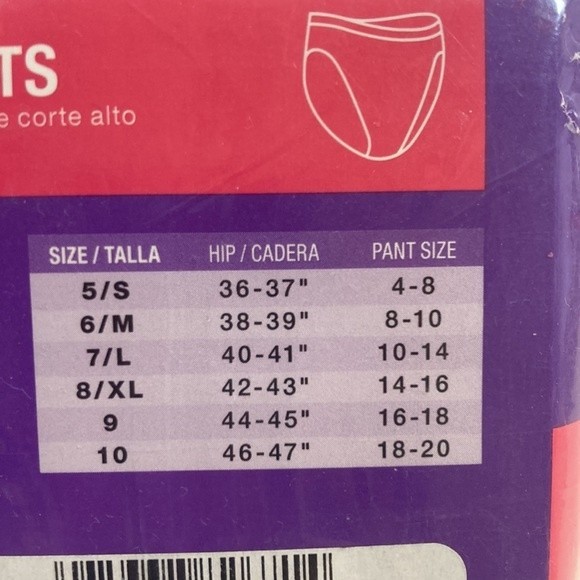 TS
e corte alto
SIZE / TALLA HIP / CADERA PANT SIZE
5/S 36-37" 4-8
6/M 38-39" 8-10
7/L 40-41" 10-14
8/XL 42-43" 14-16
9 44-45" 16-18
10 46-47" 18-20